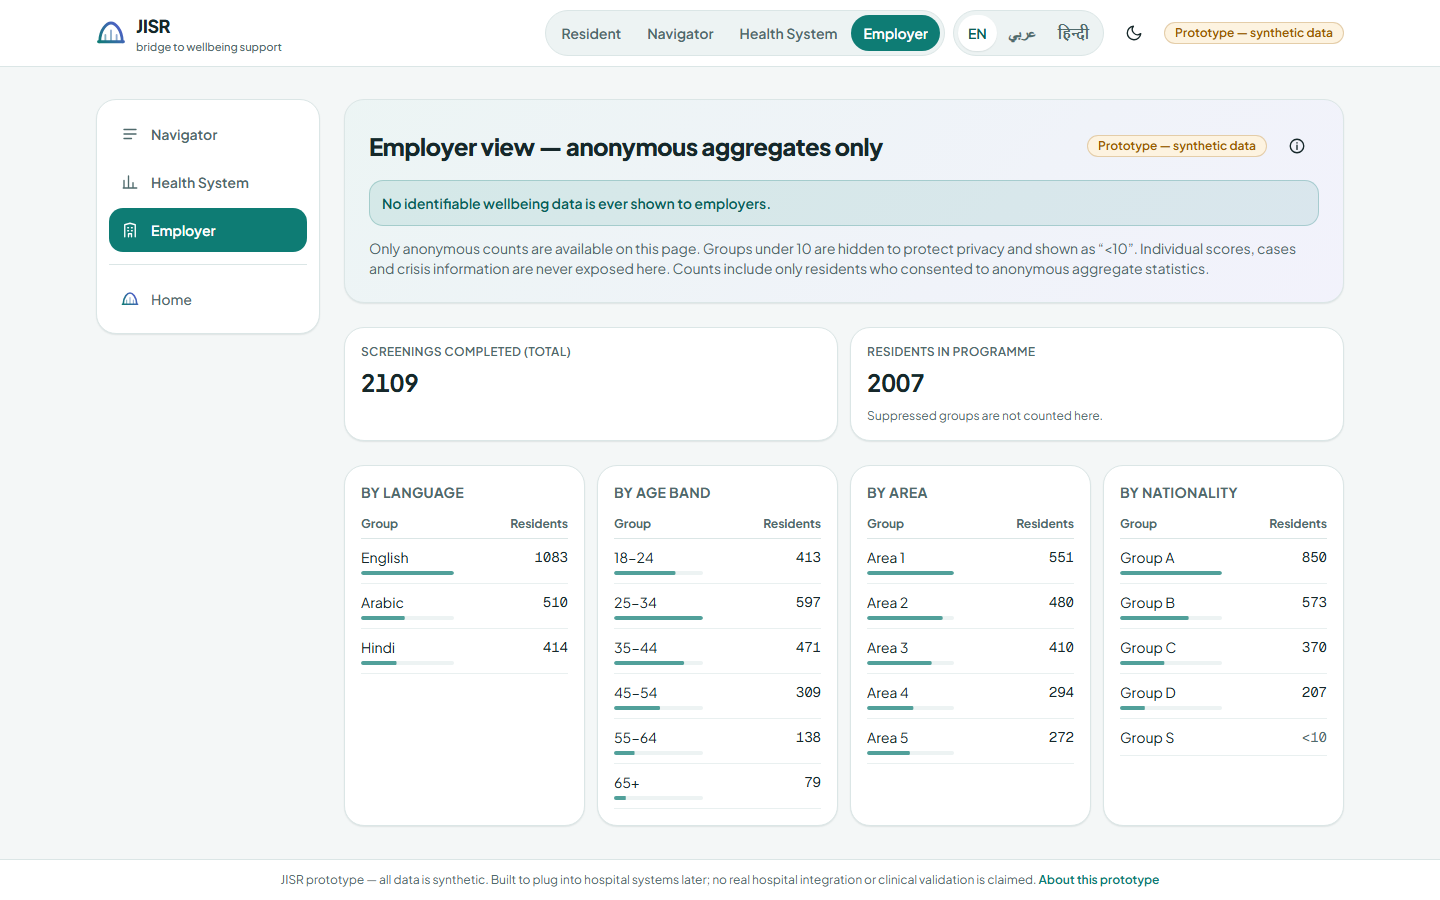 JISR
bridge to wellbeing support
Resident
Navigator
Health System
Employer
EN
عربي
हिन्दी
Prototype — synthetic data
Navigator
Health System
Employer
Home
Employer view — anonymous aggregates only
Prototype — synthetic data
No identifiable wellbeing data is ever shown to employers.
Only anonymous counts are available on this page. Groups under 10 are hidden to protect privacy and shown as “<10”. Individual scores, cases
and crisis information are never exposed here. Counts include only residents who consented to anonymous aggregate statistics.
SCREENINGS COMPLETED (TOTAL)
2109
RESIDENTS IN PROGRAMME
2007
Suppressed groups are not counted here.
BY LANGUAGE
Group Residents
English 1083
Arabic 510
Hindi 414
BY AGE BAND
Group Residents
18–24 413
25–34 597
35–44 471
45–54 309
55–64 138
65+ 79
BY AREA
Group Residents
Area 1 551
Area 2 480
Area 3 410
Area 4 294
Area 5 272
BY NATIONALITY
Group Residents
Group A 850
Group B 573
Group C 370
Group D 207
Group S <10
JISR prototype — all data is synthetic. Built to plug into hospital systems later; no real hospital integration or clinical validation is claimed. About this prototype